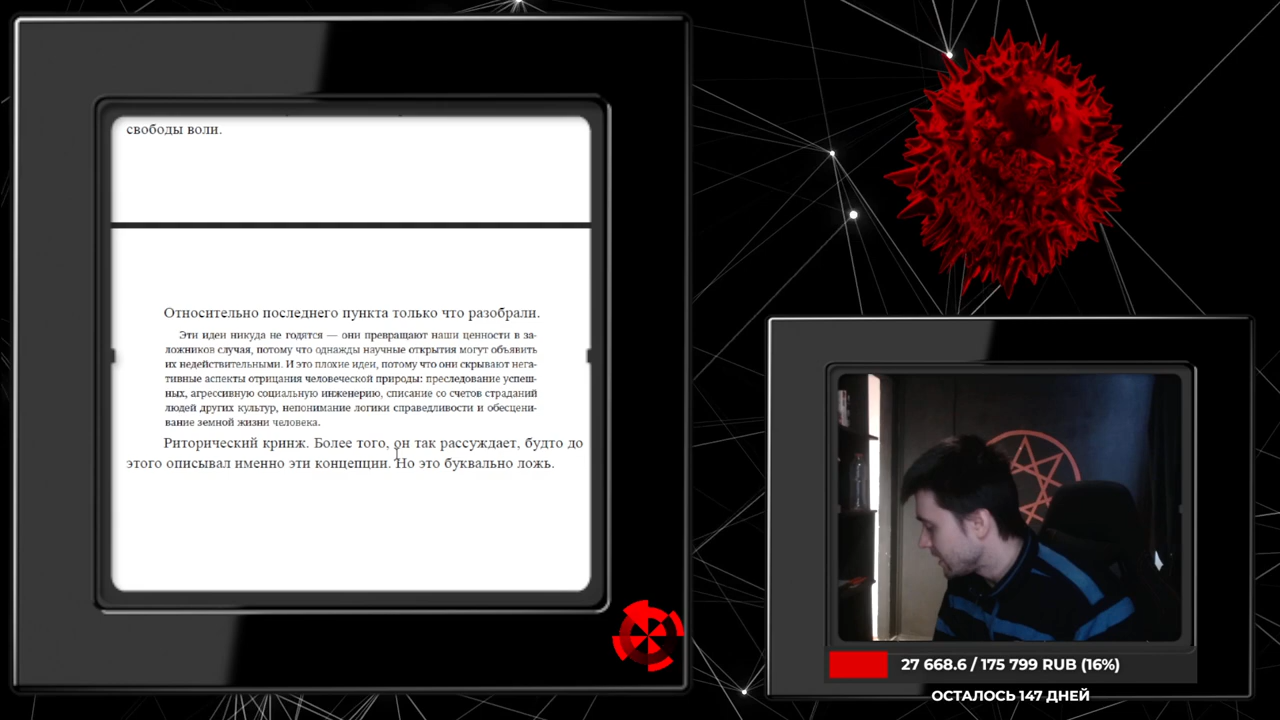 свободы воли.
Относительно последнего пункта только что разобрали.
Эти идеи никуда не годятся — они превращают наши ценности в за-
ложников случая, потому что однажды научные открытия могут объявить
их недействительными. И это плохие идеи, потому что они скрывают нега-
тивные аспекты отрицания человеческой природы: преследование успеш-
ных, агрессивную социальную инженерию, списание со счетов страданий
людей других культур, непонимание логики справедливости и обесцени-
вание земной жизни человека.
Риторический кринж. Более того, он так рассуждает, будто до
этого описывал именно эти концепции. Но это буквально ложь.
27 668.6 / 175 799 RUB (16%)
ОСТАЛОСЬ 147 ДНЕЙ